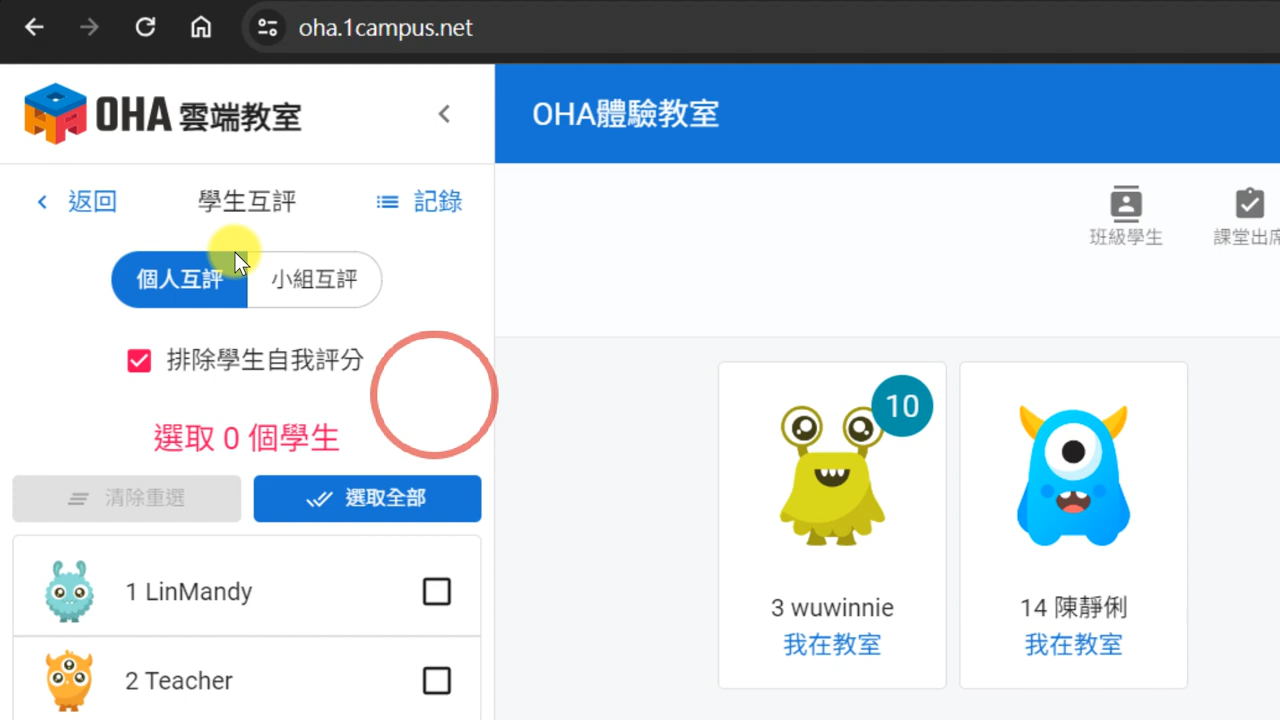 oha.1campus.net
OHA 雲端教室
OHA體驗教室
返回
學生互評
記錄
班級學生
課堂出席
個人互評
小組互評
排除學生自我評分
選取 0 個學生
清除重選
選取全部
1 LinMandy
2 Teacher
10
3 wuwinnie
我在教室
14 陳靜俐
我在教室